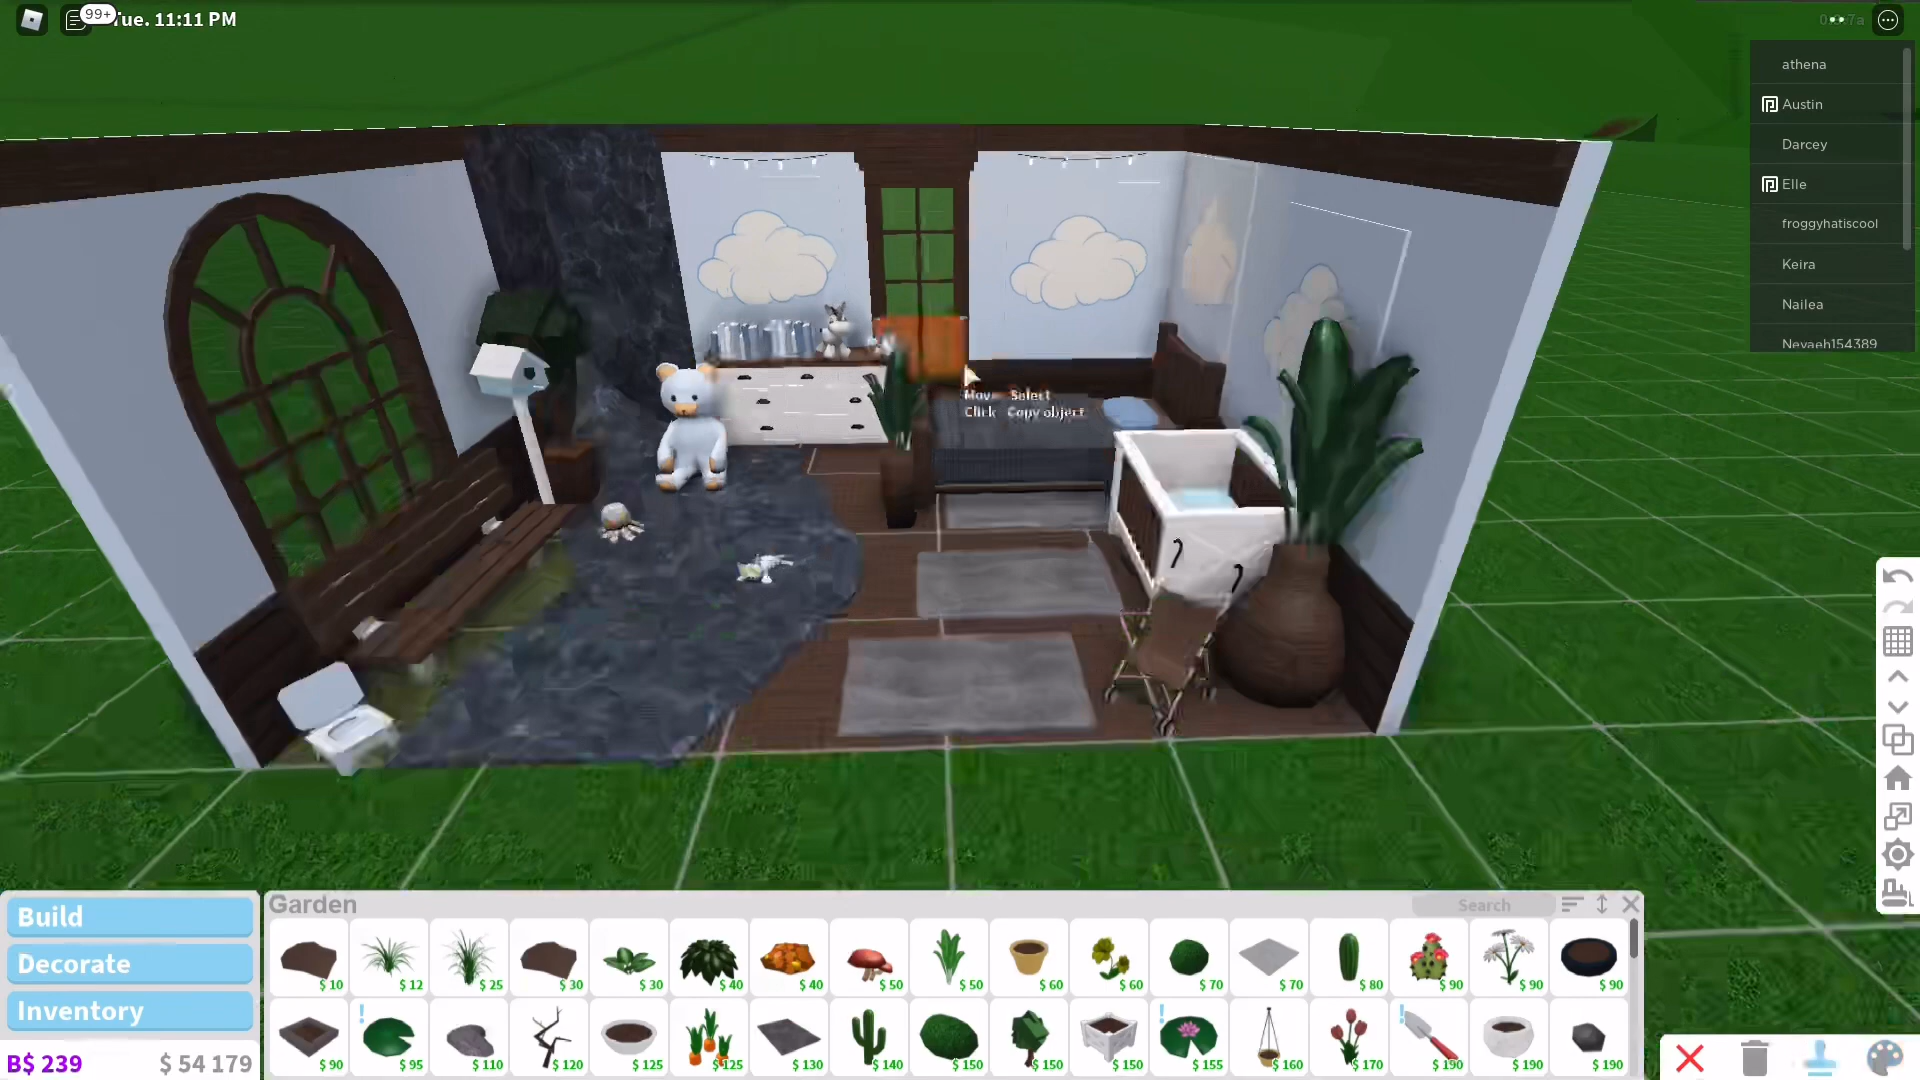 99+
Tue. 11:11 PM
athena
Austin
Darcey
Elle
froggyhatiscool
Keira
Nailea
Nevaeh154389
Move Select
Click Copy object
Build
Decorate
Inventory
B$ 239
$ 54 179
Garden
Search
$ 10
$ 12
$ 25
$ 30
$ 30
$ 40
$ 40
$ 50
$ 50
$ 60
$ 60
$ 70
$ 70
$ 80
$ 90
$ 90
$ 90
$ 90
$ 95
$ 110
$ 120
$ 125
$ 125
$ 130
$ 140
$ 150
$ 150
$ 150
$ 155
$ 160
$ 170
$ 190
$ 190
$ 190